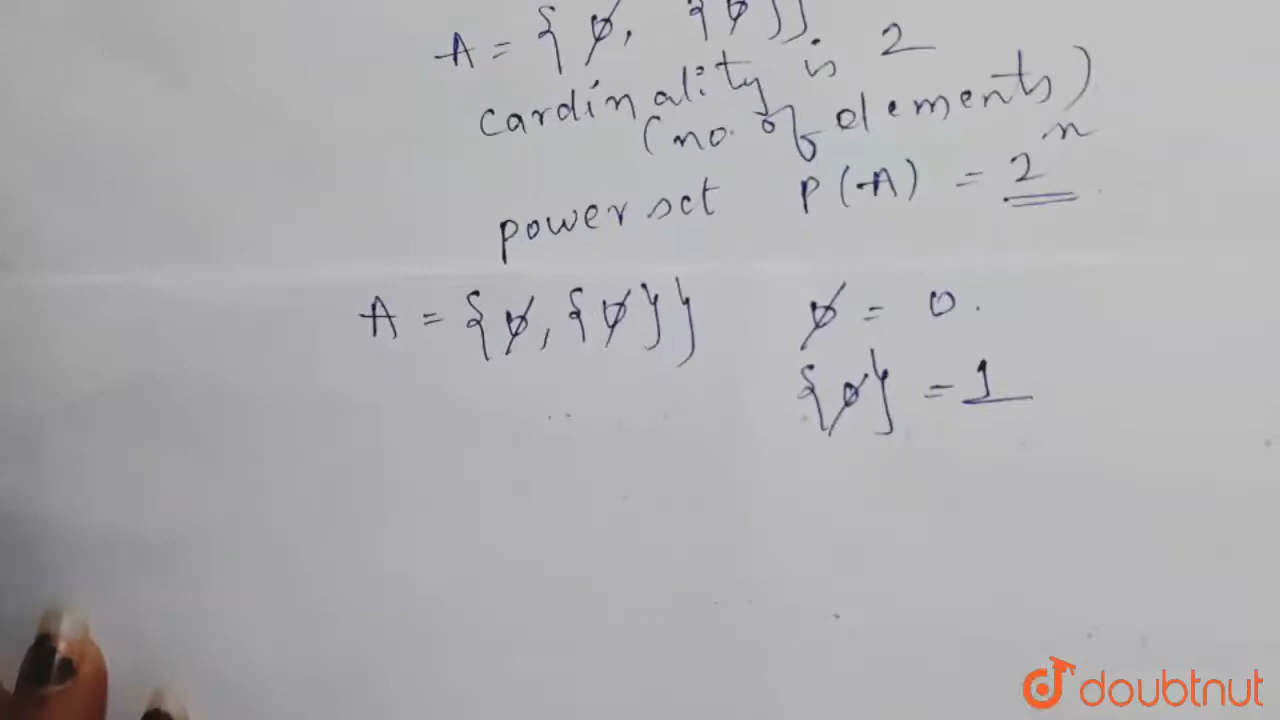 A = {φ, {φ}}.
cardinality is 2
(no. of elements)
power set P(A) = 2^n
A = {φ, {φ}} φ = 0.
{φ} = 1
doubtnut